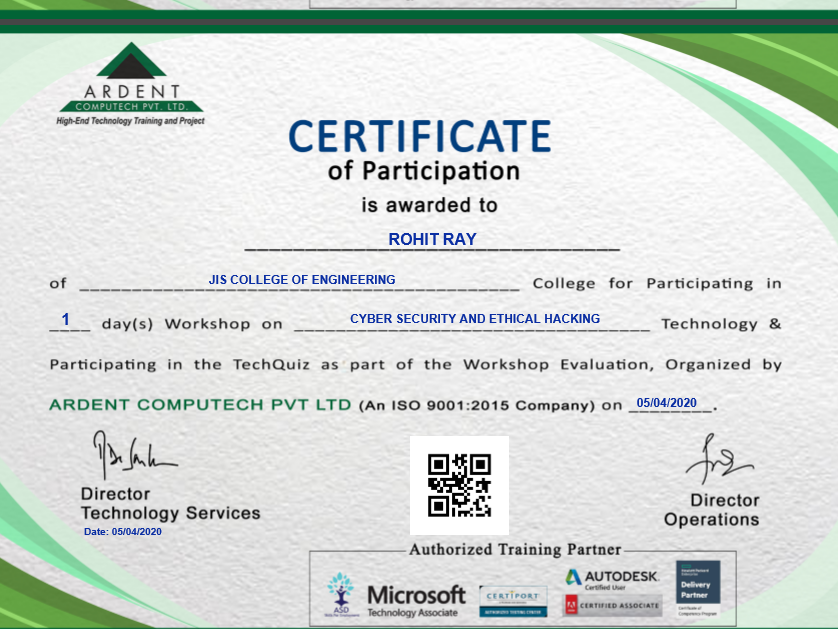 ARDENT
COMPUTECH PVT. LTD.
High-End Technology Training and Project
CERTIFICATE
of Participation
is awarded to
ROHIT RAY
of JIS COLLEGE OF ENGINEERING College for Participating in
1 day(s) Workshop on CYBER SECURITY AND ETHICAL HACKING Technology &
Participating in the TechQuiz as part of the Workshop Evaluation, Organized by
ARDENT COMPUTECH PVT LTD (An ISO 9001:2015 Company) on 05/04/2020.
Director
Technology Services
Date: 05/04/2020
Director
Operations
Authorized Training Partner
ASD
Microsoft
Technology Associate
CERTIPORT
AUTHORIZED TESTING CENTER
AUTODESK
Certified User
CERTIFIED ASSOCIATE
Delivery
Partner
Certificate of
Competency Program